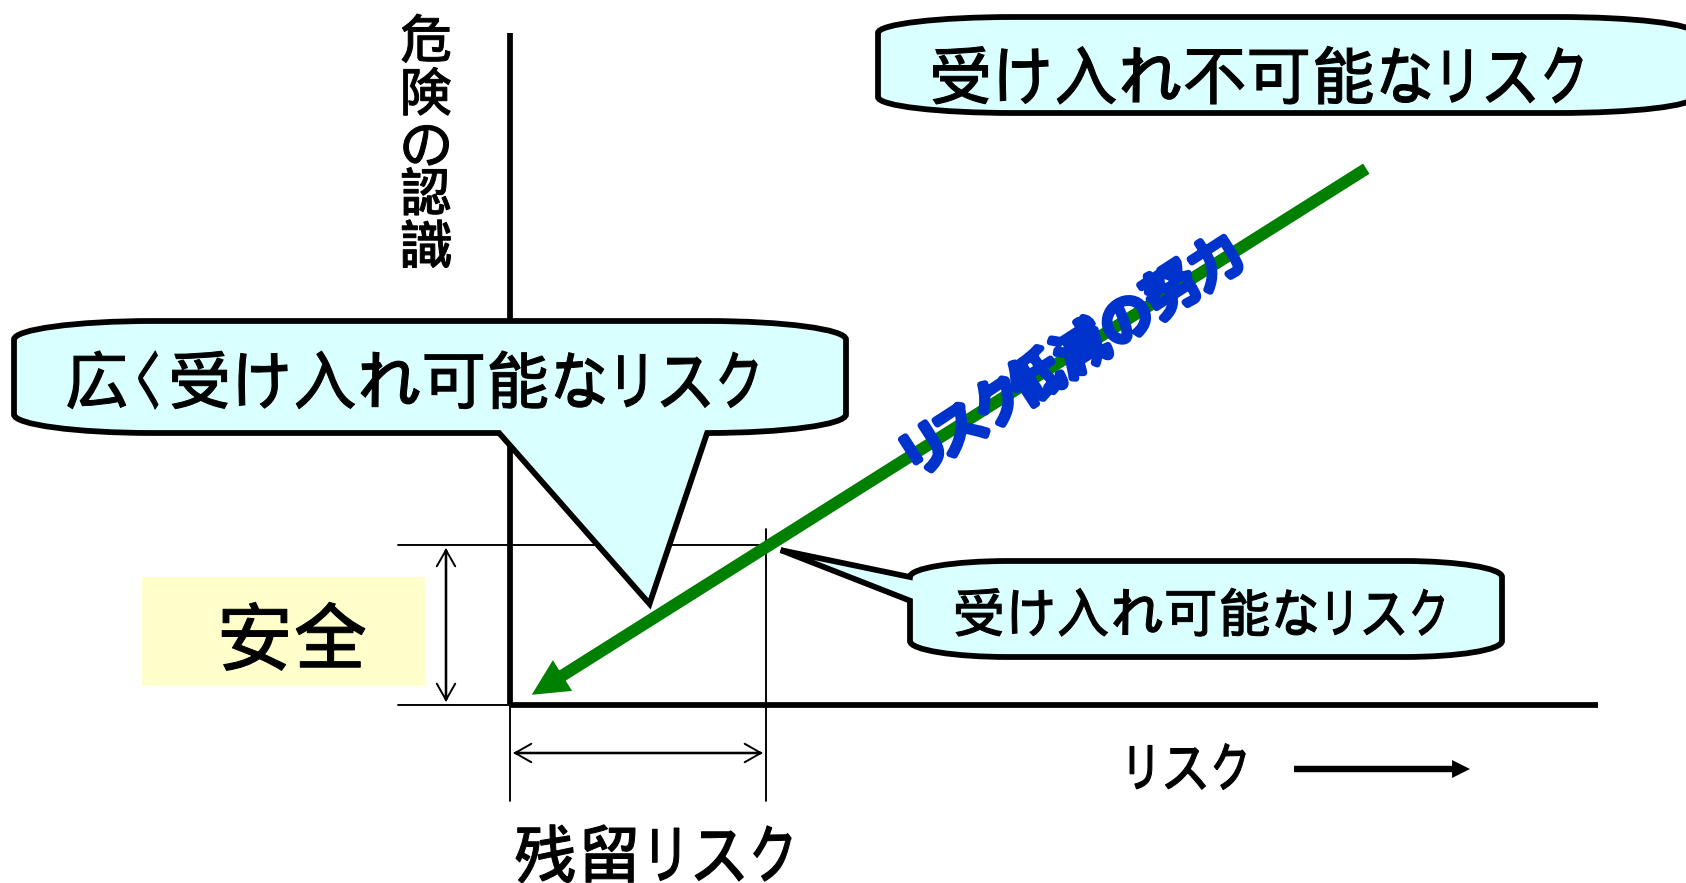 危険の認識
受け入れ不可能なリスク
リスク低減の努力
広く受け入れ可能なリスク
受け入れ可能なリスク
安全
リスク
残留リスク